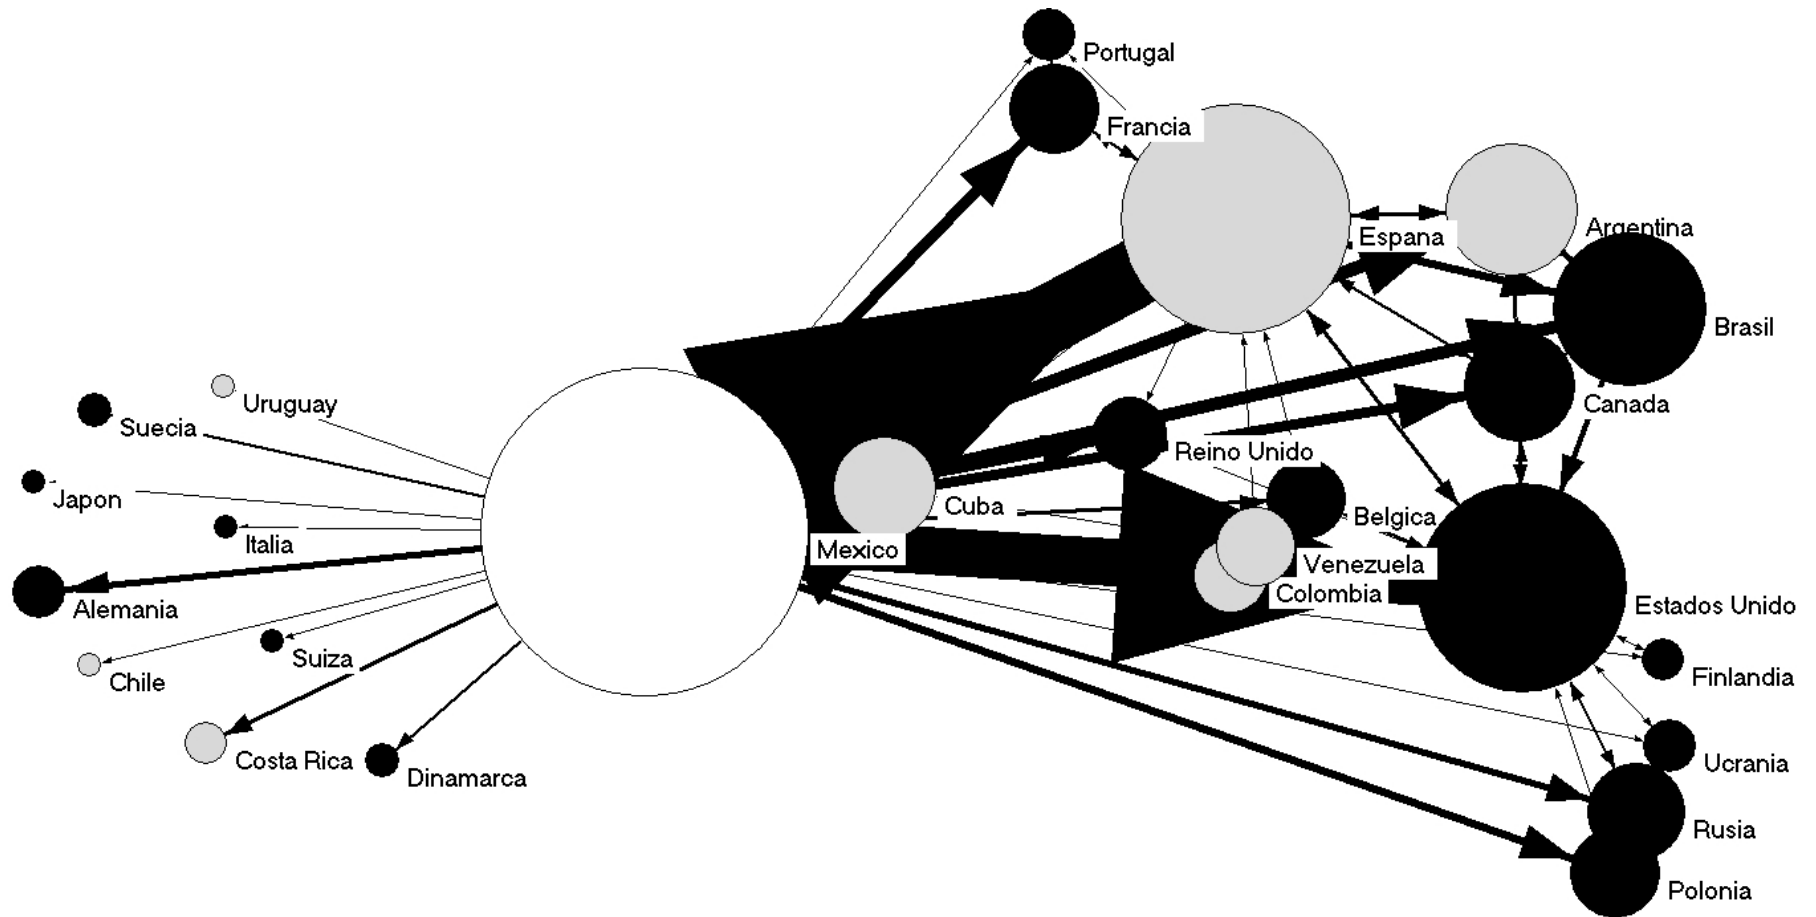 Portugal
Francia
Espana
Argentina
Brasil
Uruguay
Canada
Suecia
Reino Unido
Japon
Cuba
Belgica
Italia
Mexico
Venezuela
Colombia
Alemania
Estados Unido
Suiza
Finlandia
Chile
Costa Rica
Ucrania
Dinamarca
Rusia
Polonia